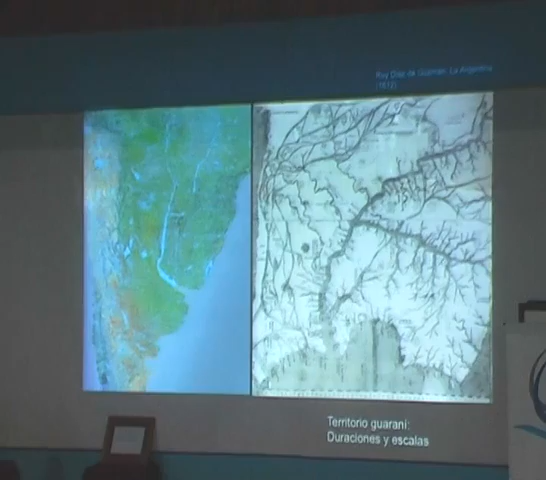 Ruy Díaz de Guzmán, La Argentina
(1612)
Territorio guaraní:
Duraciones y escalas